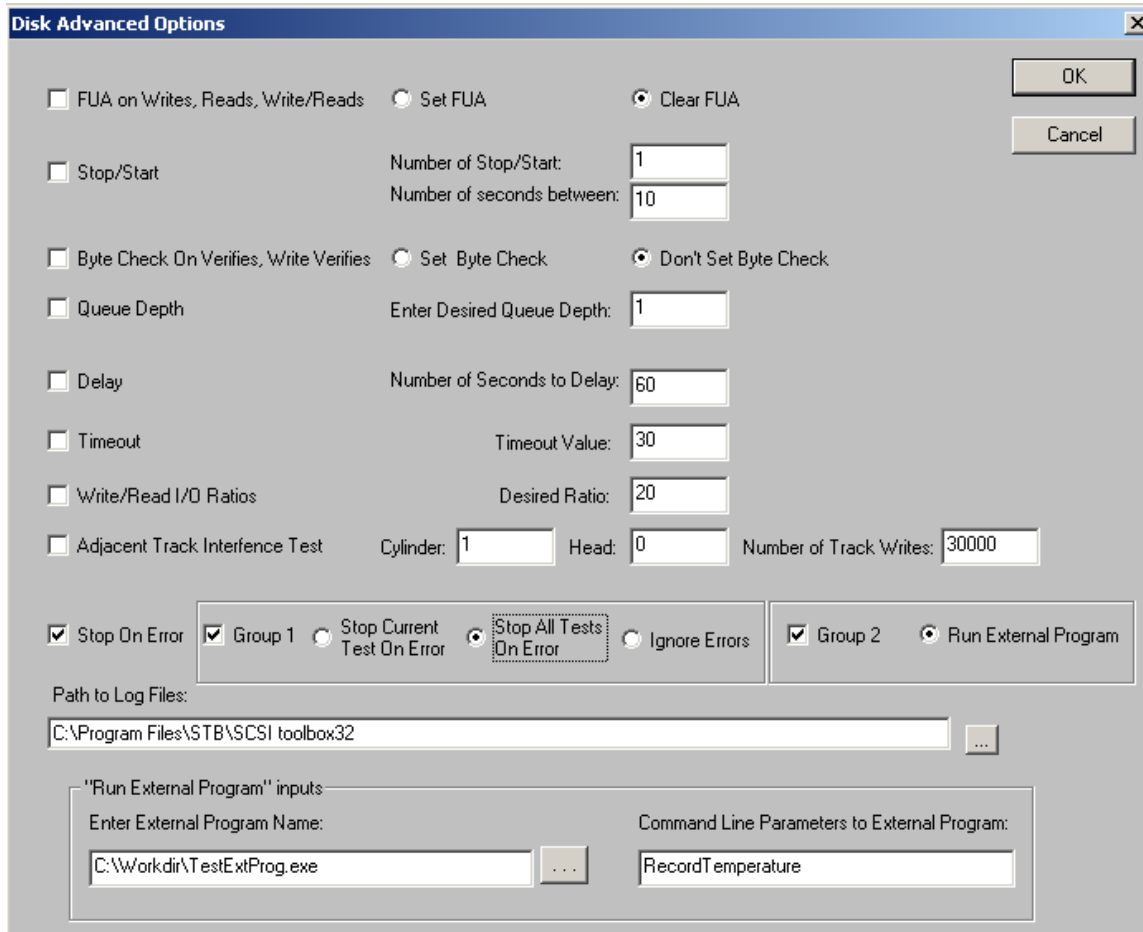 Disk Advanced Options
OK
FUA on Writes, Reads, Write/Reads Set FUA Clear FUA
Cancel
Number of Stop/Start: 1
Stop/Start
Number of seconds between: 10
Byte Check On Verifies, Write Verifies Set Byte Check Don't Set Byte Check
Queue Depth Enter Desired Queue Depth: 1
Delay Number of Seconds to Delay: 60
Timeout Timeout Value: 30
Write/Read I/O Ratios Desired Ratio: 20
Adjacent Track Interfence Test Cylinder: 1 Head: 0 Number of Track Writes: 30000
Stop On Error Group 1 Stop Current Test On Error Stop All Tests On Error Ignore Errors Group 2 Run External Program
Path to Log Files:
C:\Program Files\STB\SCSI toolbox32 ...
"Run External Program" inputs
Enter External Program Name: Command Line Parameters to External Program:
C:\Workdir\TestExtProg.exe ... RecordTemperature